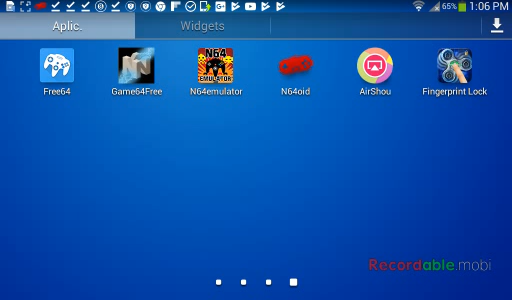 65% 1:06 PM
Aplic. Widgets
N64
EMULATOR
Free64 Game64Free N64emulator N64oid AirShou Fingerprint Lock
Recordable.mobi